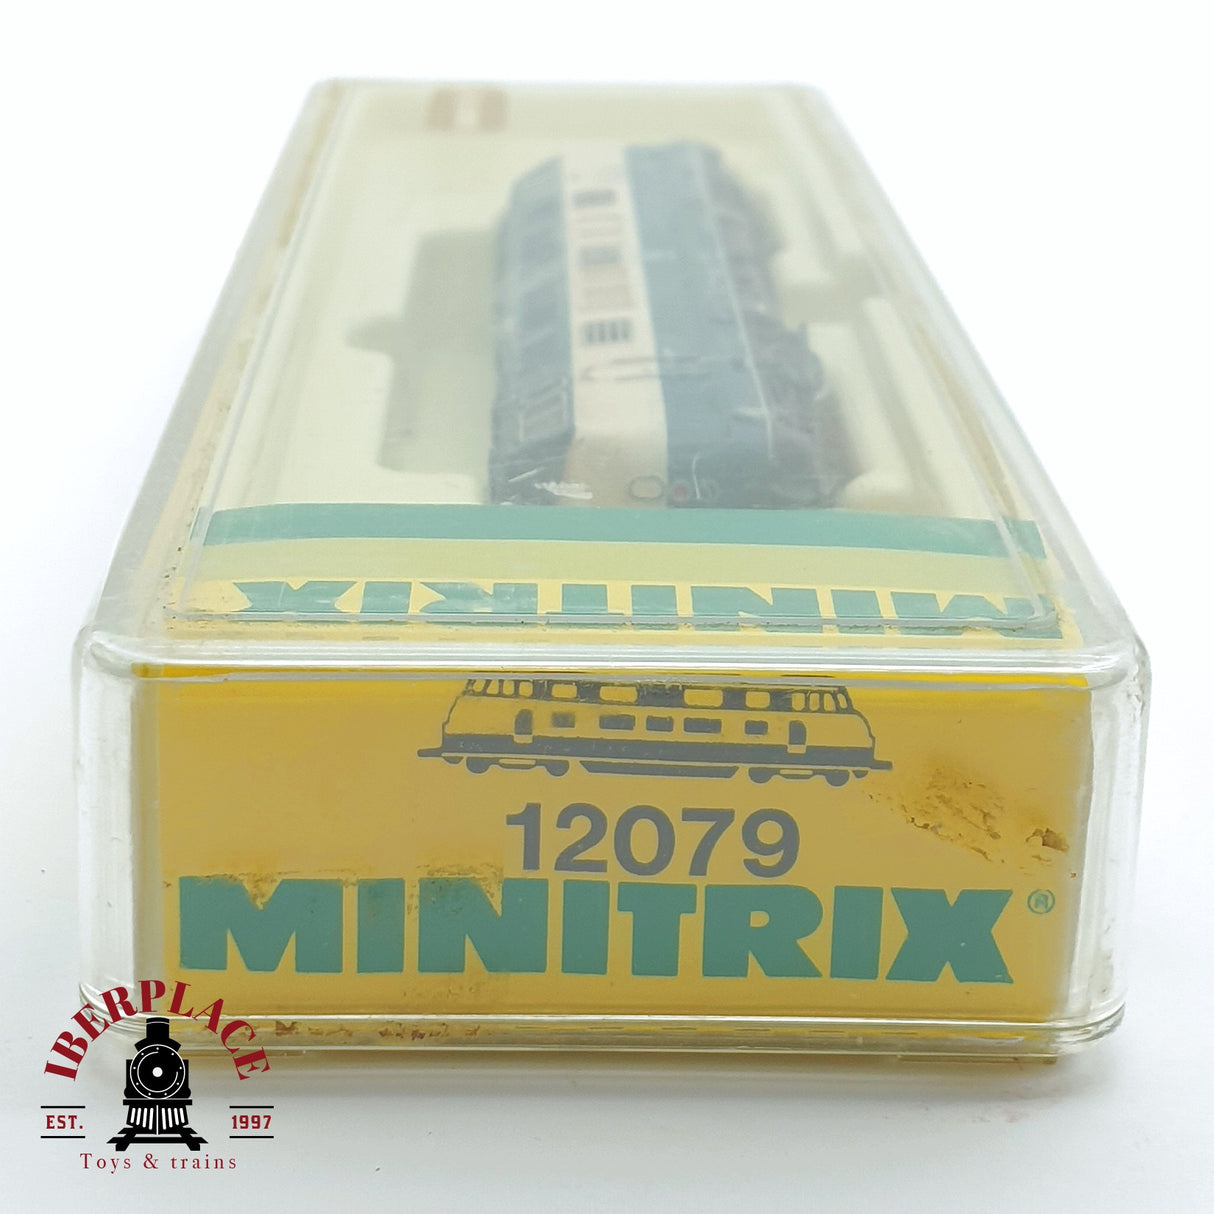 MINITRIX
12079
MINITRIX®
IBERPLACE
EST. 1997
Toys & trains